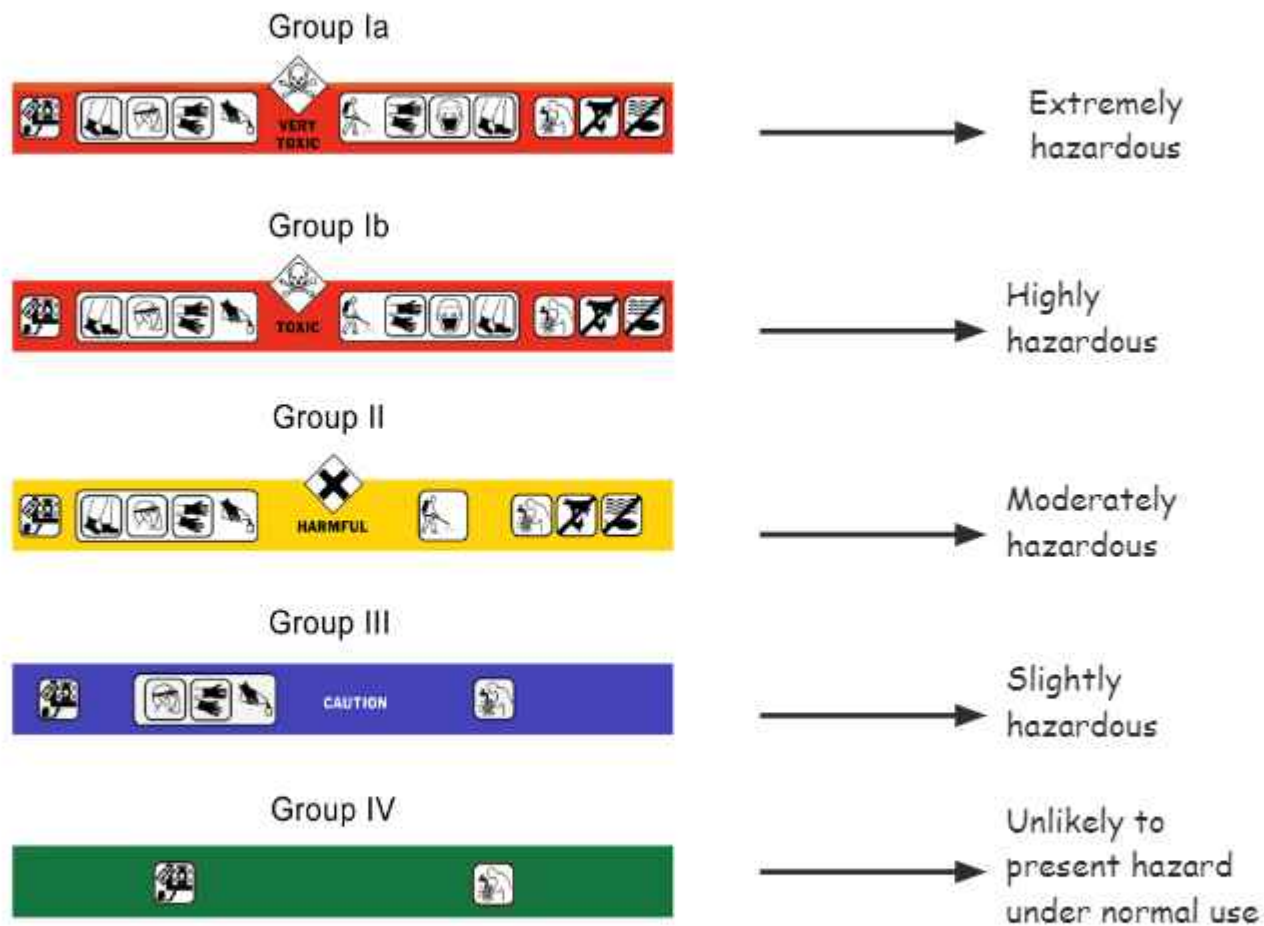 Group Ia
VERY
TOXIC
Extremely
hazardous
Group Ib
TOXIC
Highly
hazardous
Group II
HARMFUL
Moderately
hazardous
Group III
CAUTION
Slightly
hazardous
Group IV
Unlikely to
present hazard
under normal use